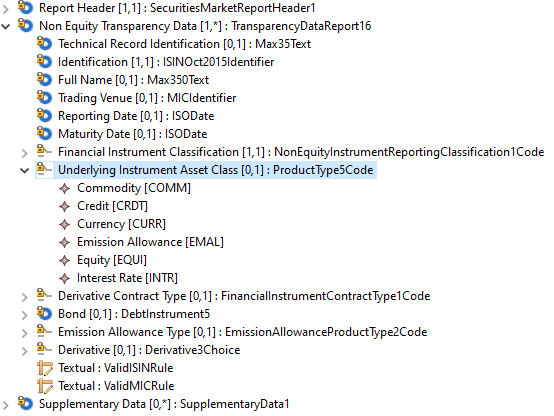 Report Header [1,1] : SecuritiesMarketReportHeader1
Non Equity Transparency Data [1,*] : TransparencyDataReport16
Technical Record Identification [0,1] : Max35Text
Identification [1,1] : ISINOct2015Identifier
Full Name [0,1] : Max350Text
Trading Venue [0,1] : MICIdentifier
Reporting Date [0,1] : ISODate
Maturity Date [0,1] : ISODate
Financial Instrument Classification [1,1] : NonEquityInstrumentReportingClassification1Code
Underlying Instrument Asset Class [0,1] : ProductType5Code
Commodity [COMM]
Credit [CRDT]
Currency [CURR]
Emission Allowance [EMAL]
Equity [EQUI]
Interest Rate [INTR]
Derivative Contract Type [0,1] : FinancialInstrumentContractType1Code
Bond [0,1] : DebtInstrument5
Emission Allowance Type [0,1] : EmissionAllowanceProductType2Code
Derivative [0,1] : Derivative3Choice
Textual : ValidISINRule
Textual : ValidMICRule
Supplementary Data [0,*] : SupplementaryData1